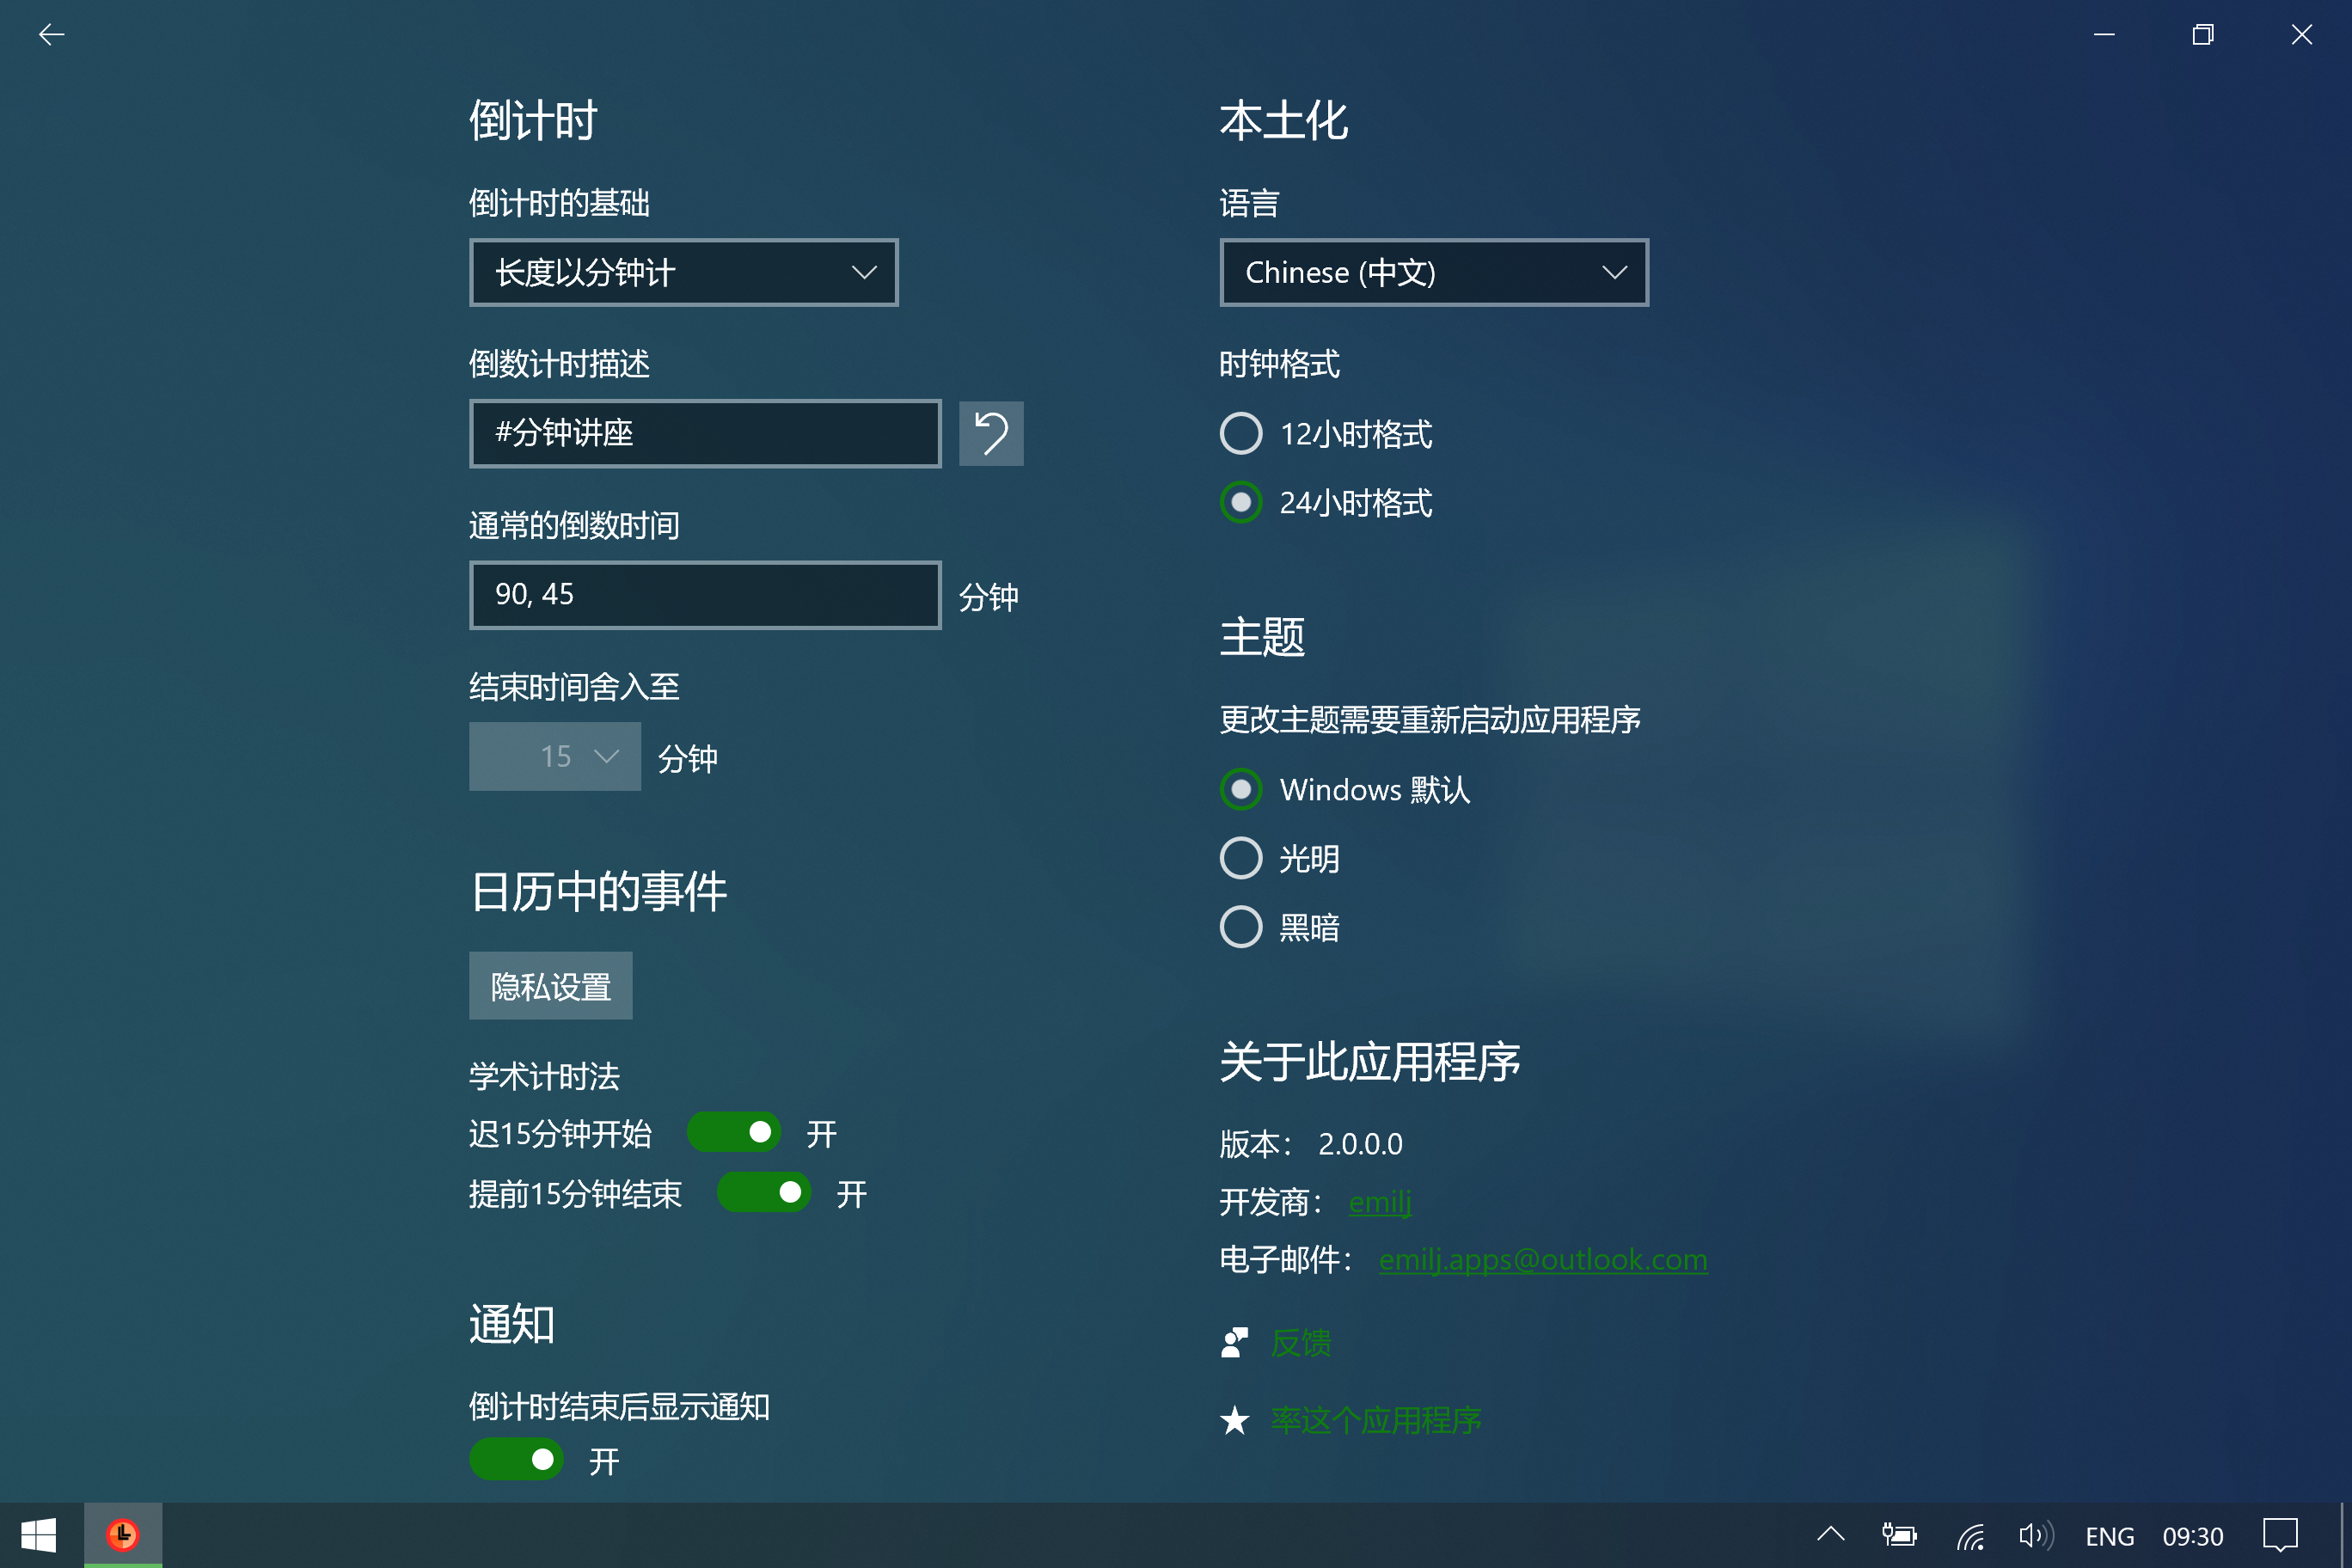 倒计时
倒计时的基础
长度以分钟计
倒数计时描述
#分钟讲座
通常的倒数时间
90, 45 分钟
结束时间舍入至
15 分钟
日历中的事件
隐私设置
学术计时法
迟15分钟开始 开
提前15分钟结束 开
通知
倒计时结束后显示通知
开
本土化
语言
Chinese (中文)
时钟格式
12小时格式
24小时格式
主题
更改主题需要重新启动应用程序
Windows 默认
光明
黑暗
关于此应用程序
版本： 2.0.0.0
开发商： emilj
电子邮件： emilj.apps@outlook.com
反馈
率这个应用程序
ENG 09:30